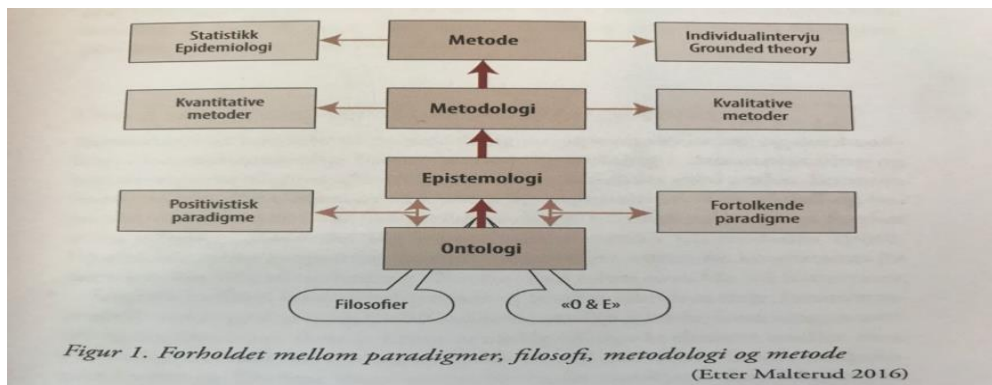 Statistikk
Epidemiologi
Metode
Individualintervju
Grounded theory
Kvantitative
metoder
Metodologi
Kvalitative
metoder
Epistemologi
Positivistisk
paradigme
Fortolkende
paradigme
Ontologi
Filosofier
«O & E»
Figur 1. Forholdet mellom paradigmer, filosofi, metodologi og metode
(Etter Malterud 2016)